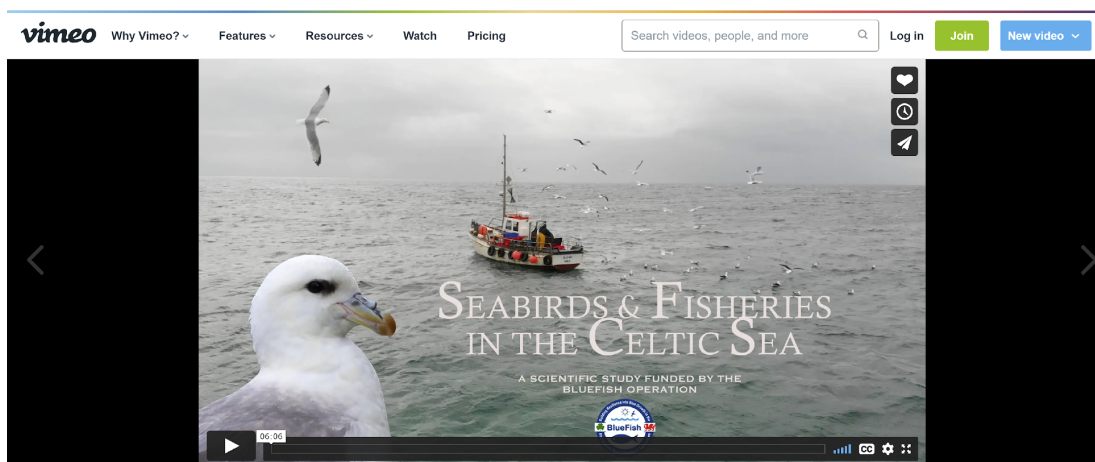 vimeo Why Vimeo? Features Resources Watch Pricing Search videos, people, and more Log in Join New video
SEABIRDS & FISHERIES
IN THE CELTIC SEA
A SCIENTIFIC STUDY FUNDED BY THE
BLUEFISH OPERATION
BlueFish
06:06
CC